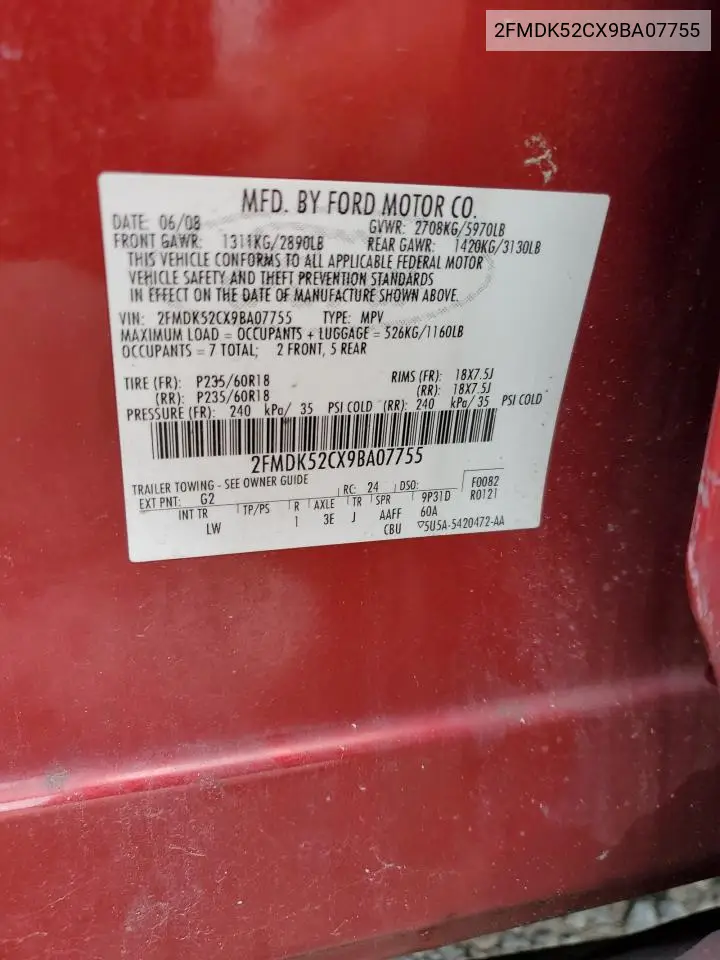 2FMDK52CX9BA07755
MFD. BY FORD MOTOR CO.
DATE: 06/08 GVWR: 2708KG/5970LB
FRONT GAWR: 1311KG/2890LB REAR GAWR: 1420KG/3130LB
THIS VEHICLE CONFORMS TO ALL APPLICABLE FEDERAL MOTOR
VEHICLE SAFETY AND THEFT PREVENTION STANDARDS
IN EFFECT ON THE DATE OF MANUFACTURE SHOWN ABOVE.
VIN: 2FMDK52CX9BA07755 TYPE: MPV
MAXIMUM LOAD = OCCUPANTS + LUGGAGE = 526KG/1160LB
OCCUPANTS = 7 TOTAL; 2 FRONT, 5 REAR
TIRE (FR): P235/60R18 RIMS (FR): 18X7.5J
(RR): P235/60R18 (RR): 18X7.5J
PRESSURE (FR): 240 kPa/ 35 PSI COLD (RR): 240 kPa/ 35 PSI COLD
2FMDK52CX9BA07755
TRAILER TOWING - SEE OWNER GUIDE F0082
EXT PNT: G2 RC: 24 DSO: R0121
INT TR TP/PS R AXLE TR SPR 9P31D
LW 1 3E J AAFF 60A
CBU ▽5U5A-5420472-AA